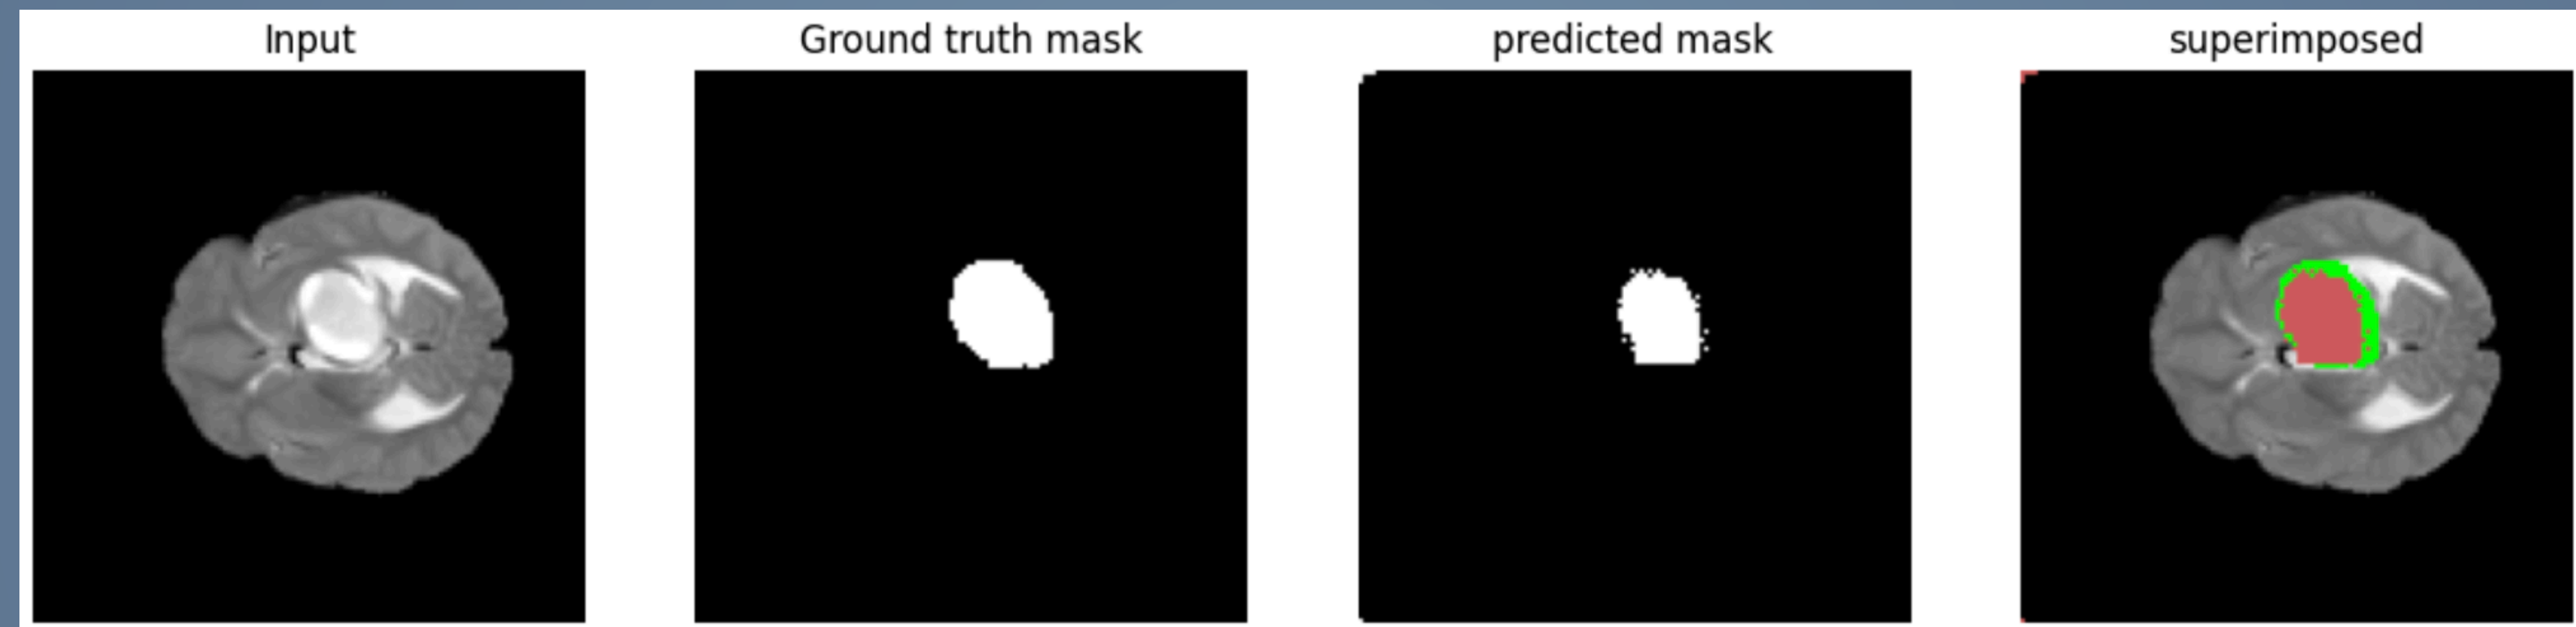 Input
Ground truth mask
predicted mask
superimposed